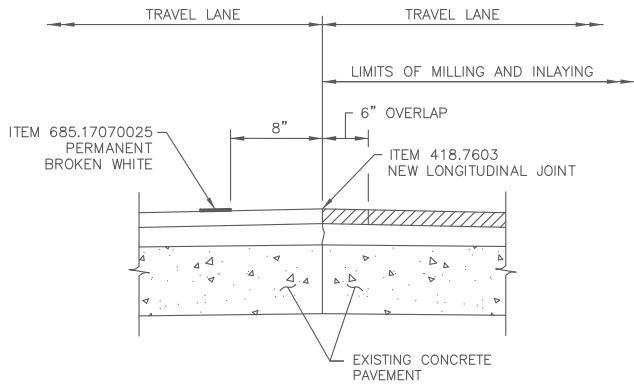 TRAVEL LANE
TRAVEL LANE
LIMITS OF MILLING AND INLAYING
6" OVERLAP
8"
ITEM 685.17070025
PERMANENT
BROKEN WHITE
ITEM 418.7603
NEW LONGITUDINAL JOINT
EXISTING CONCRETE
PAVEMENT